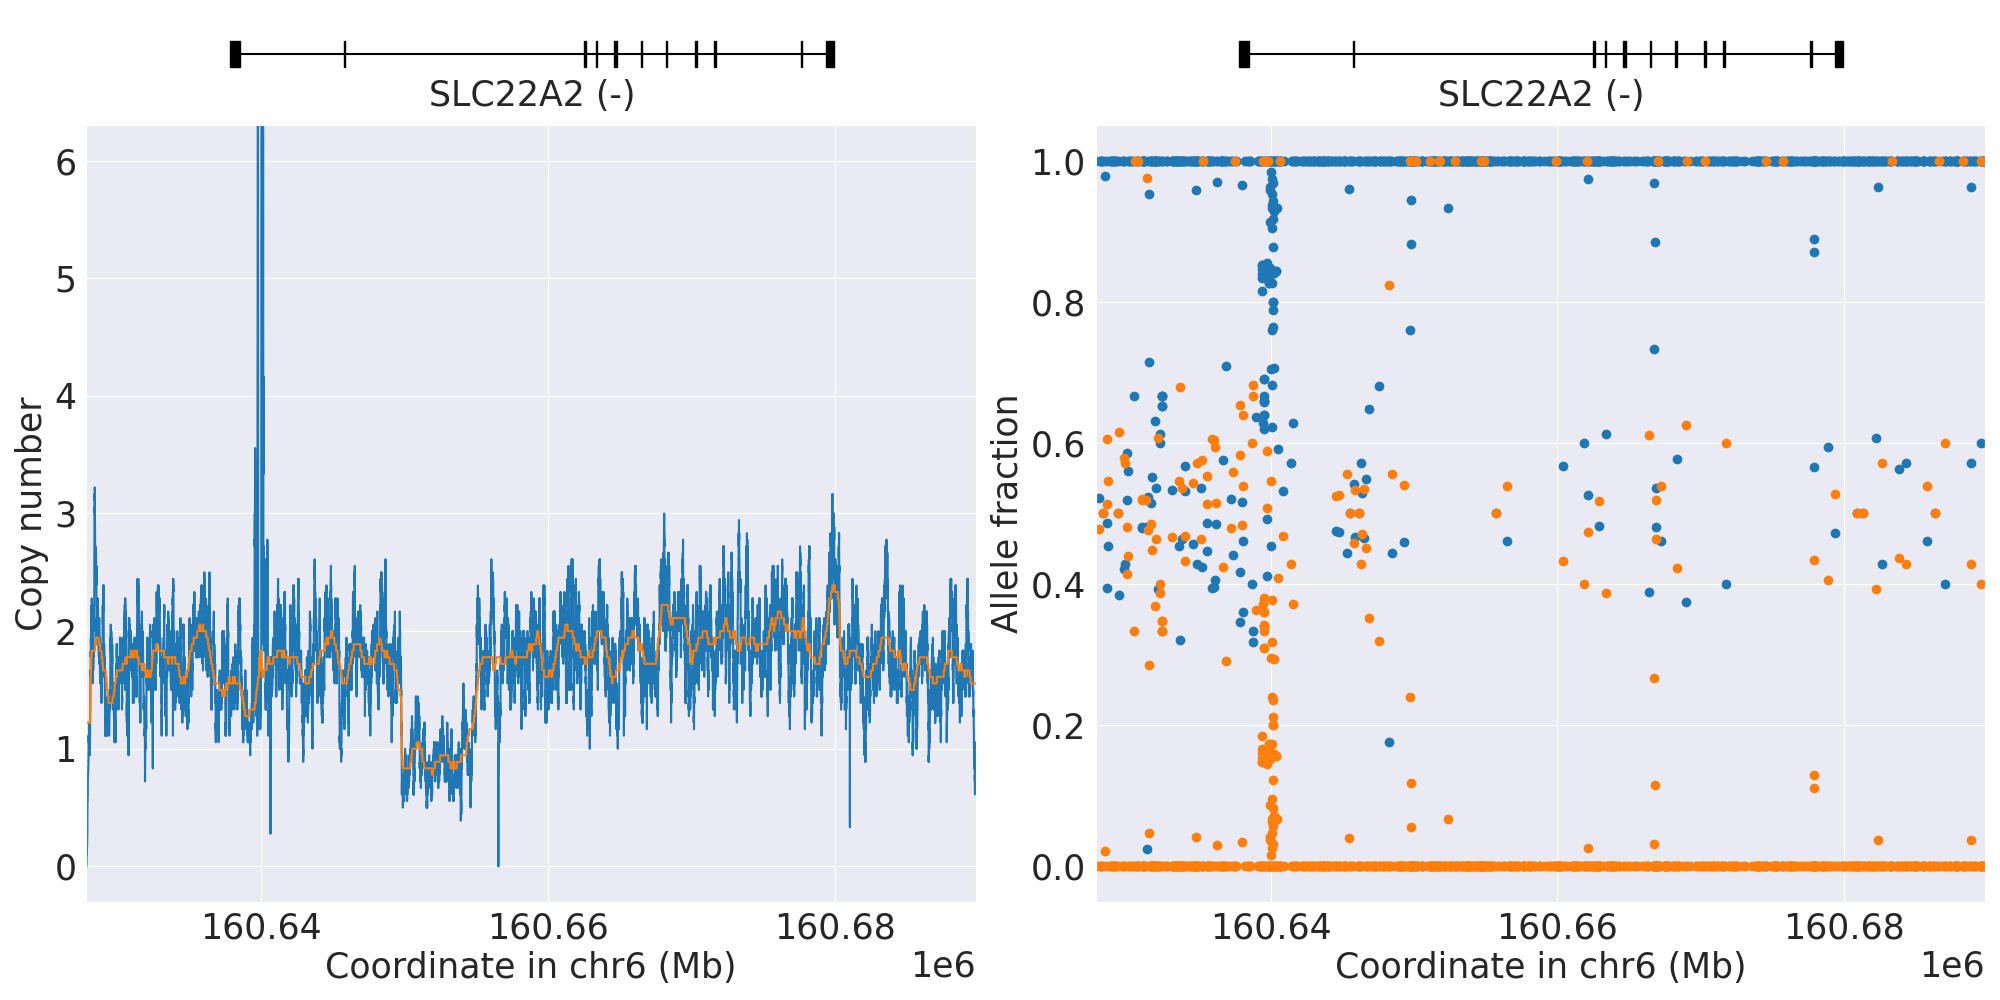 SLC22A2 (-)
6
5
4
3
2
1
0
Copy number
160.64
160.66
160.68
Coordinate in chr6 (Mb)
1e6
SLC22A2 (-)
1.0
0.8
0.6
0.4
0.2
0.0
Allele fraction
160.64
160.66
160.68
Coordinate in chr6 (Mb)
1e6